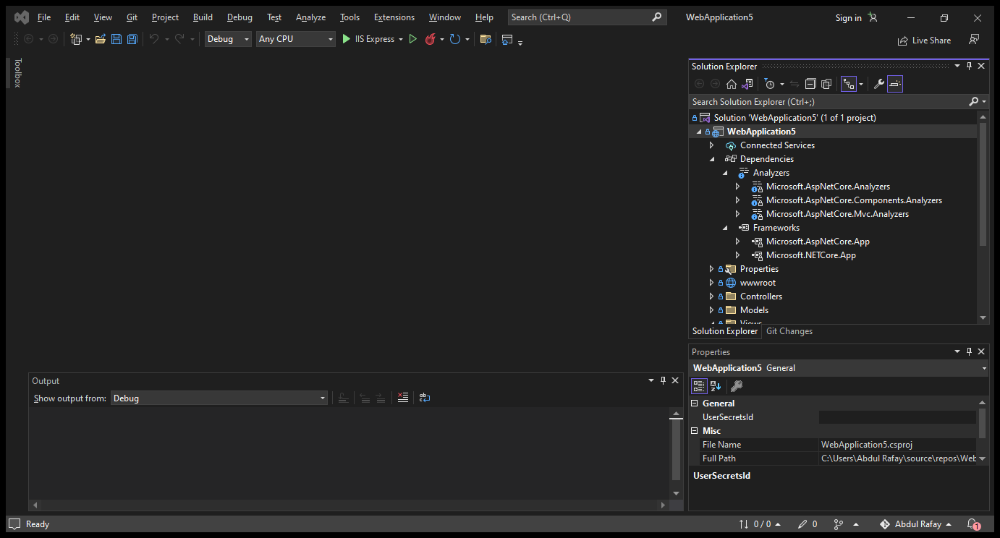 File Edit View Git Project Build Debug Test Analyze Tools Extensions Window Help Search (Ctrl+Q) WebApplication5 Sign in
Debug Any CPU IIS Express Live Share
Toolbox
Solution Explorer
Search Solution Explorer (Ctrl+;)
Solution 'WebApplication5' (1 of 1 project)
WebApplication5
Connected Services
Dependencies
Analyzers
Microsoft.AspNetCore.Analyzers
Microsoft.AspNetCore.Components.Analyzers
Microsoft.AspNetCore.Mvc.Analyzers
Frameworks
Microsoft.AspNetCore.App
Microsoft.NETCore.App
Properties
wwwroot
Controllers
Models
Views
Solution Explorer Git Changes
Properties
WebApplication5 General
General
UserSecretsId
Misc
File Name WebApplication5.csproj
Full Path C:\Users\Abdul Rafay\source\repos\Web
UserSecretsId
Output
Show output from: Debug
Ready 0 / 0 0 Abdul Rafay 1